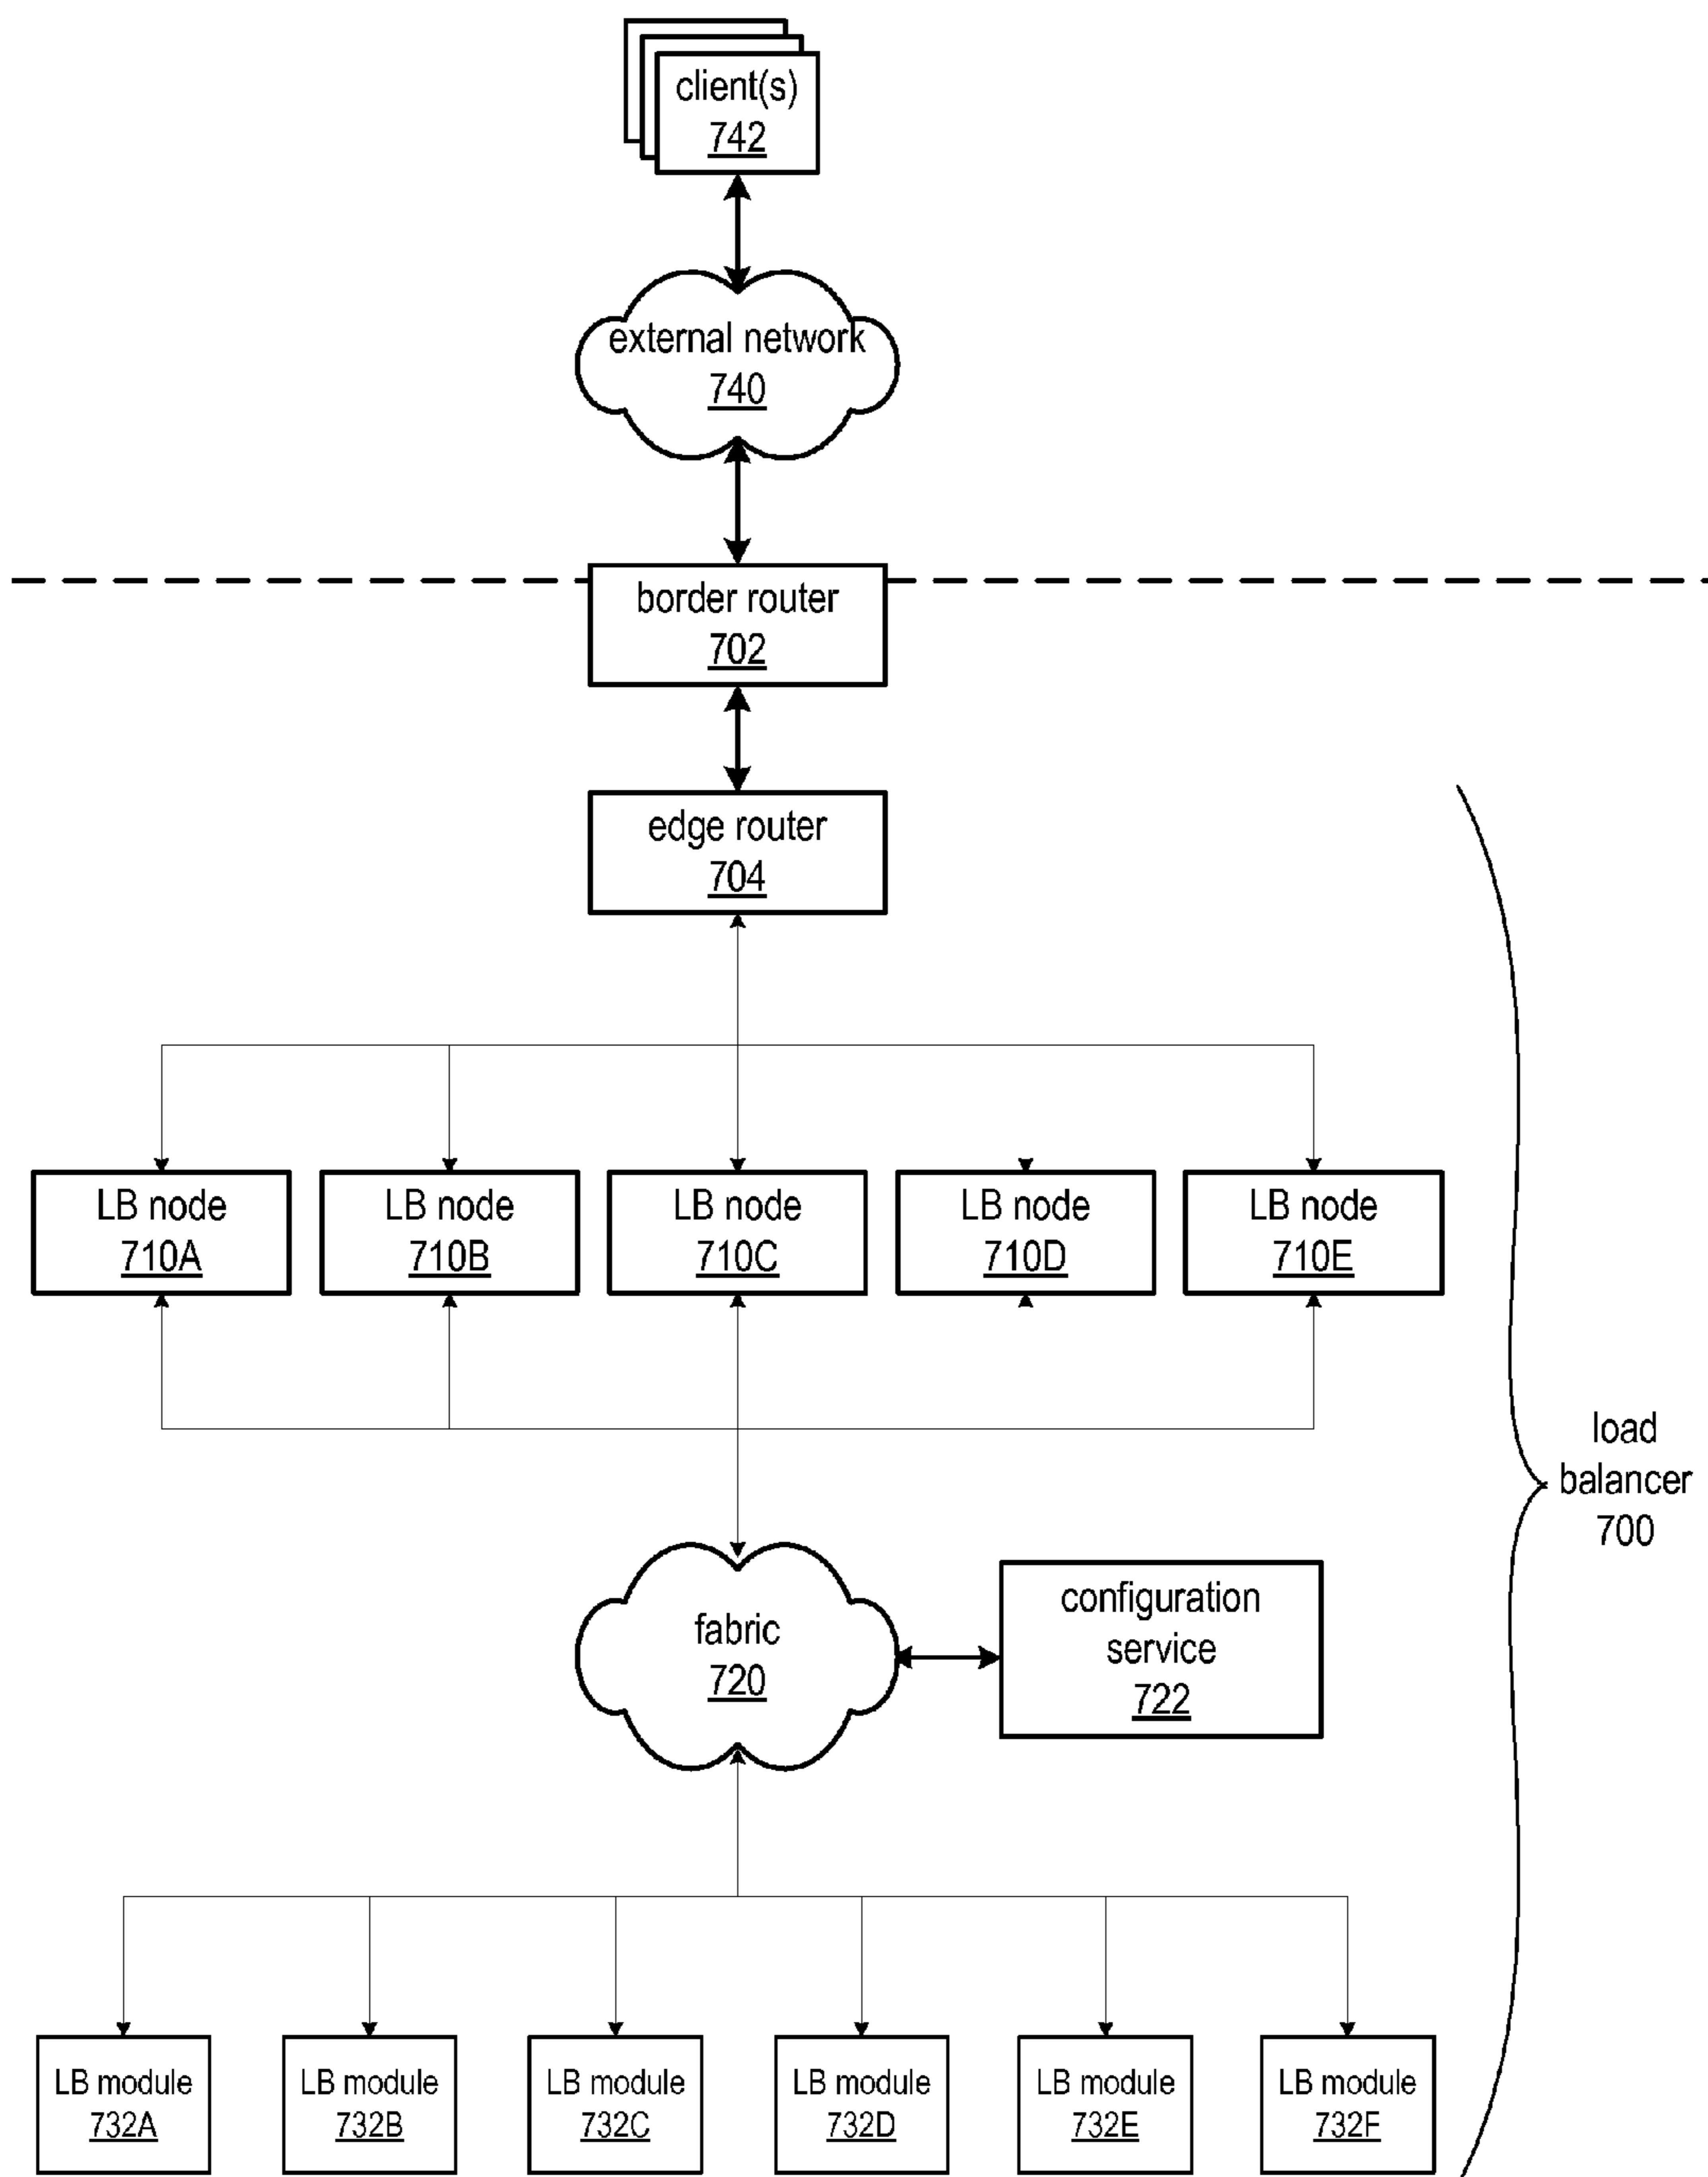 client(s)
742
external network
740
border router
702
edge router
704
LB node
710A
LB node
710B
LB node
710C
LB node
710D
LB node
710E
load
balancer
700
fabric
720
configuration
service
722
LB module
732A
LB module
732B
LB module
732C
LB module
732D
LB module
732E
LB module
732F